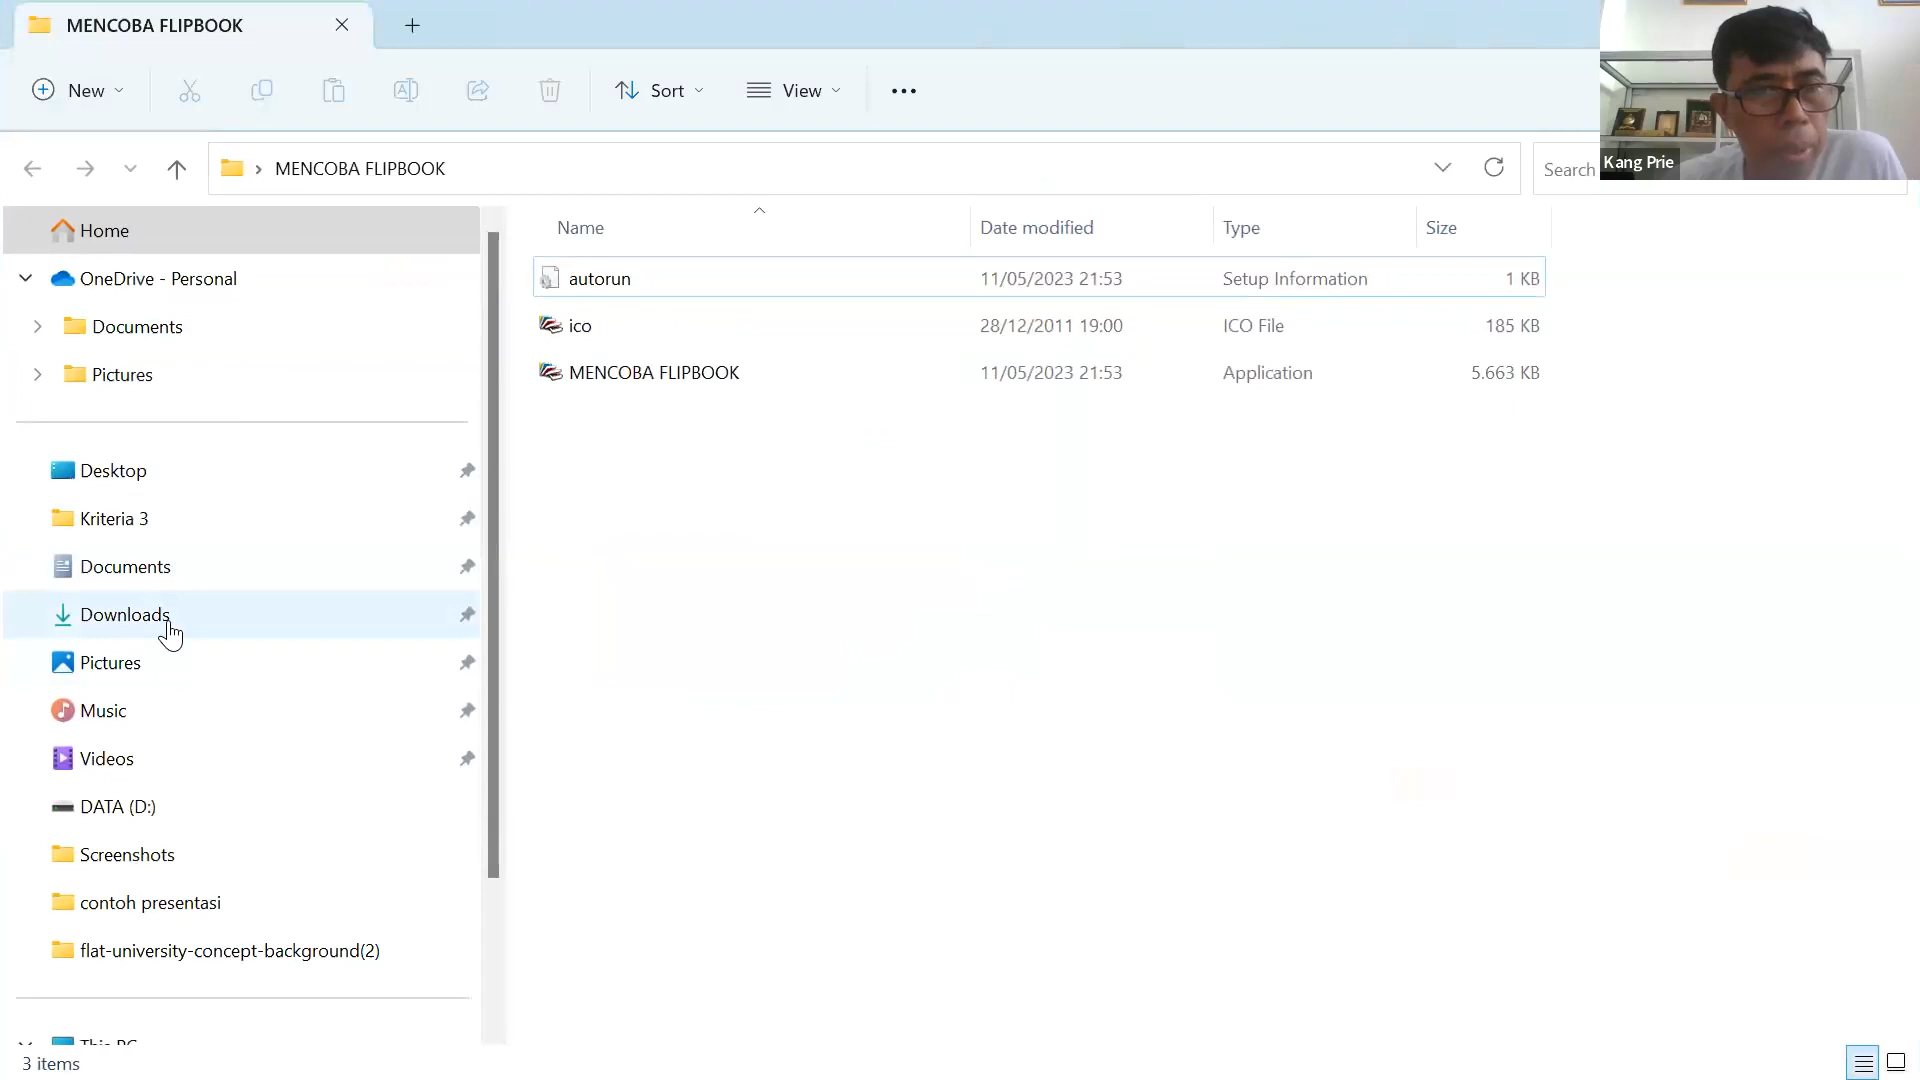 MENCOBA FLIPBOOK
New
Sort
View
MENCOBA FLIPBOOK
Search
Kang Prie
Home
OneDrive - Personal
Documents
Pictures
Desktop
Kriteria 3
Documents
Downloads
Pictures
Music
Videos
DATA (D:)
Screenshots
contoh presentasi
flat-university-concept-background(2)
This PC
Name Date modified Type Size
autorun 11/05/2023 21:53 Setup Information 1 KB
ico 28/12/2011 19:00 ICO File 185 KB
MENCOBA FLIPBOOK 11/05/2023 21:53 Application 5.663 KB
3 items